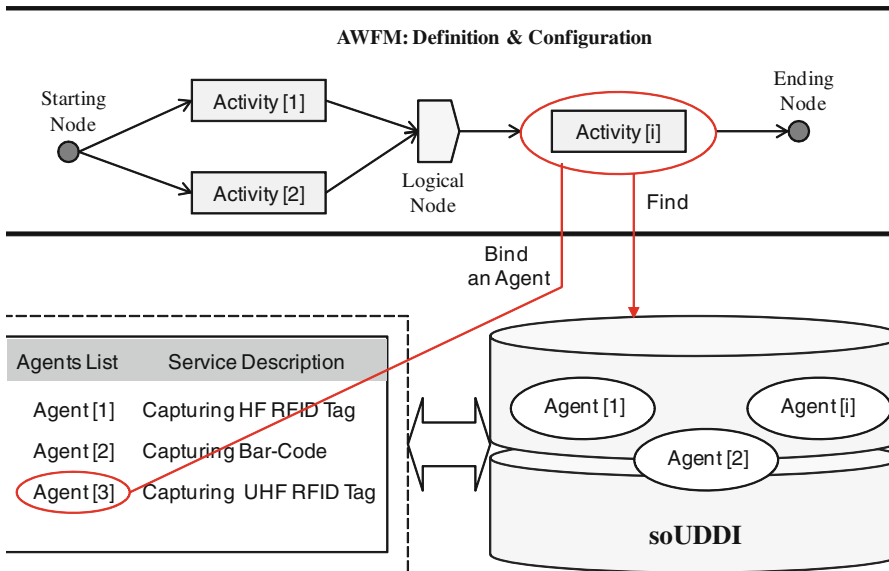 AWFM: Definition & Configuration
Starting
Node
Activity [1]
Activity [2]
Logical
Node
Activity [i]
Ending
Node
Find
Bind
an Agent
Agents List Service Description
Agent [1] Capturing HF RFID Tag
Agent [2] Capturing Bar-Code
Agent [3] Capturing UHF RFID Tag
Agent [1]
Agent [i]
Agent [2]
soUDDI